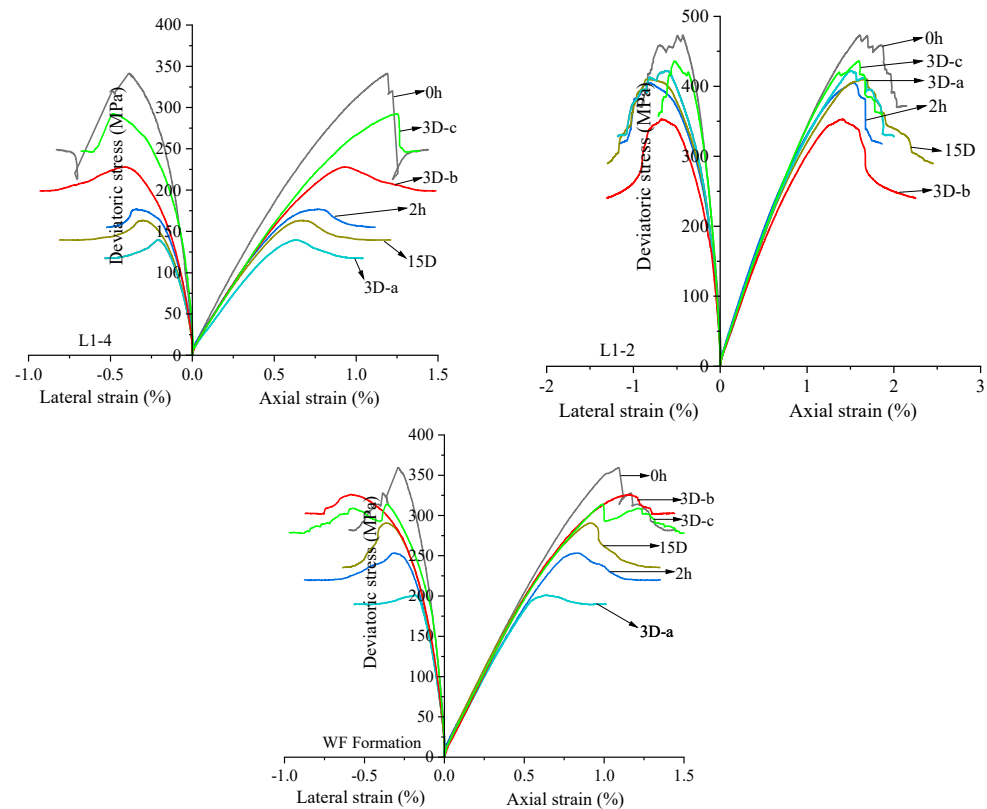 400
350
300
250
200
150
100
50
0
Deviatoric stress (MPa)
0h
3D-c
3D-b
2h
15D
3D-a
L1-4
-1.0 -0.5 0.0 0.5 1.0 1.5
Lateral strain (%) Axial strain (%)
500
400
300
200
100
0
Deviatoric stress (MPa)
0h
3D-c
3D-a
2h
15D
3D-b
L1-2
-2 -1 0 1 2 3
Lateral strain (%) Axial strain (%)
400
350
300
250
200
150
100
50
0
Deviatoric stress (MPa)
0h
3D-b
3D-c
15D
2h
3D-a
WF Formation
-1.0 -0.5 0.0 0.5 1.0 1.5
Lateral strain (%) Axial strain (%)